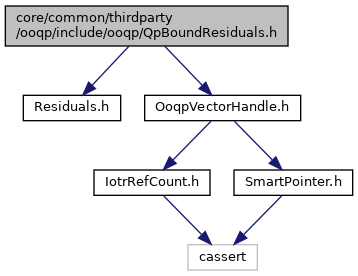 core/common/thirdparty
/ooqp/include/ooqp/QpBoundResiduals.h
Residuals.h
OoqpVectorHandle.h
IotrRefCount.h
SmartPointer.h
cassert